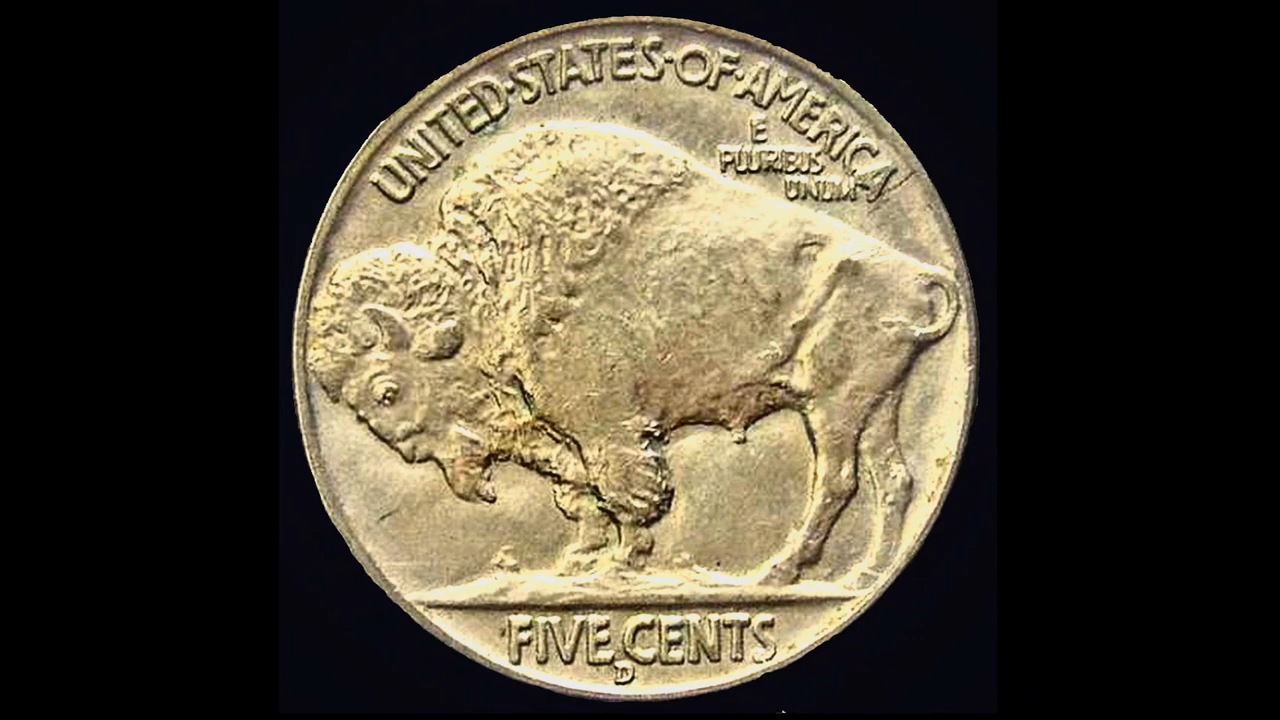 UNITED·STATES·OF·AMERICA
E
PLURIBUS
UNUM
FIVE CENTS
D